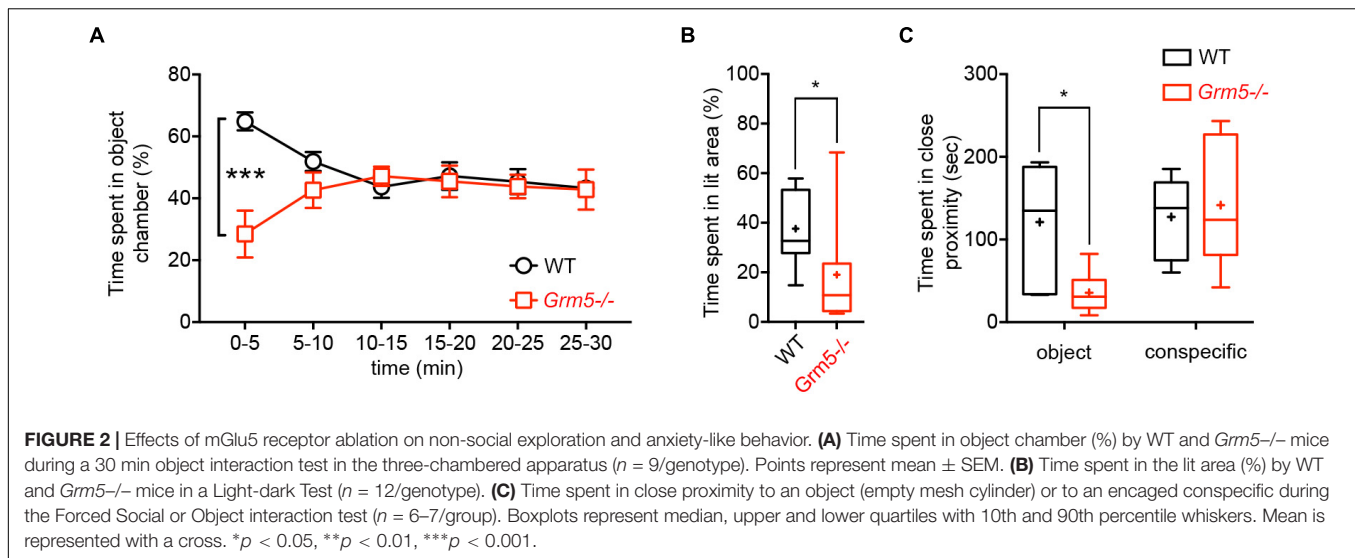 A
Time spent in object
chamber (%)
80
60
40
20
0
***
WT
Grm5-/-
0-5
5-10
10-15
15-20
20-25
25-30
time (min)
B
Time spent in lit area (%)
100
80
60
40
20
0
*
WT
Grm5-/-
C
WT
Grm5-/-
Time spent in close
proximity (sec)
300
200
100
0
*
object
conspecific
FIGURE 2 | Effects of mGlu5 receptor ablation on non-social exploration and anxiety-like behavior. (A) Time spent in object chamber (%) by WT and Grm5–/– mice
during a 30 min object interaction test in the three-chambered apparatus (n = 9/genotype). Points represent mean ± SEM. (B) Time spent in the lit area (%) by WT
and Grm5–/– mice in a Light-dark Test (n = 12/genotype). (C) Time spent in close proximity to an object (empty mesh cylinder) or to an encaged conspecific during
the Forced Social or Object interaction test (n = 6–7/group). Boxplots represent median, upper and lower quartiles with 10th and 90th percentile whiskers. Mean is
represented with a cross. *p < 0.05, **p < 0.01, ***p < 0.001.